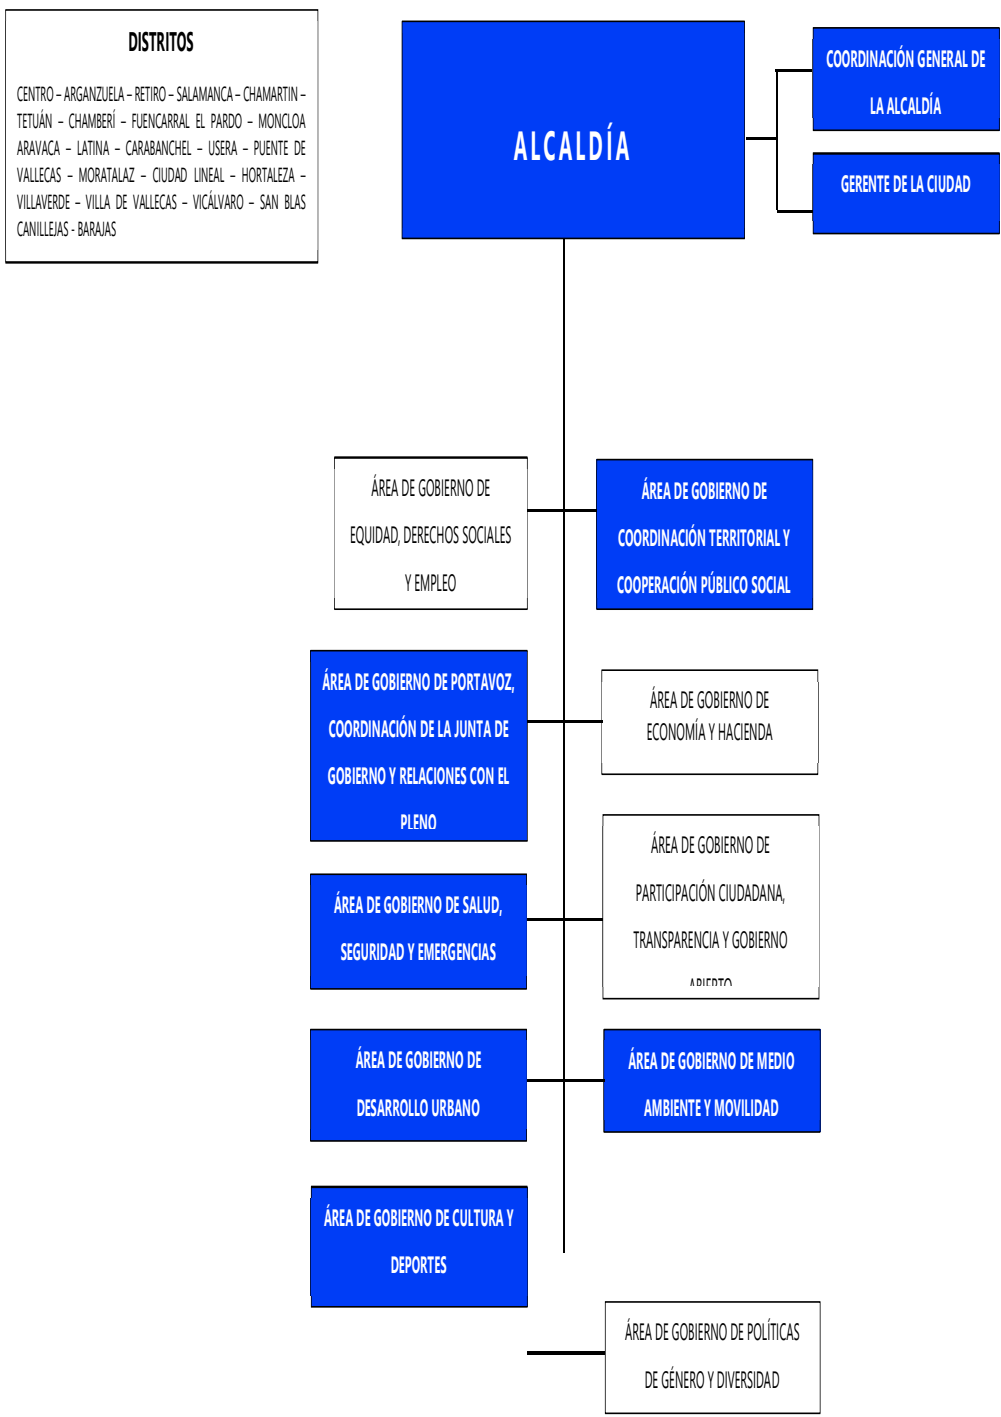 DISTRITOS
CENTRO – ARGANZUELA – RETIRO – SALAMANCA – CHAMARTIN –
TETUÁN – CHAMBERÍ – FUENCARRAL EL PARDO – MONCLOA
ARAVACA – LATINA – CARABANCHEL – USERA – PUENTE DE
VALLECAS – MORATALAZ – CIUDAD LINEAL – HORTALEZA –
VILLAVERDE – VILLA DE VALLECAS – VICÁLVARO – SAN BLAS
CANILLEJAS - BARAJAS
ALCALDÍA
COORDINACIÓN GENERAL DE
LA ALCALDÍA
GERENTE DE LA CIUDAD
ÁREA DE GOBIERNO DE
EQUIDAD, DERECHOS SOCIALES
Y EMPLEO
ÁREA DE GOBIERNO DE
COORDINACIÓN TERRITORIAL Y
COOPERACIÓN PÚBLICO SOCIAL
ÁREA DE GOBIERNO DE PORTAVOZ,
COORDINACIÓN DE LA JUNTA DE
GOBIERNO Y RELACIONES CON EL
PLENO
ÁREA DE GOBIERNO DE
ECONOMÍA Y HACIENDA
ÁREA DE GOBIERNO DE
PARTICIPACIÓN CIUDADANA,
TRANSPARENCIA Y GOBIERNO
ABIERTO
ÁREA DE GOBIERNO DE SALUD,
SEGURIDAD Y EMERGENCIAS
ÁREA DE GOBIERNO DE
DESARROLLO URBANO
ÁREA DE GOBIERNO DE MEDIO
AMBIENTE Y MOVILIDAD
ÁREA DE GOBIERNO DE CULTURA Y
DEPORTES
ÁREA DE GOBIERNO DE POLÍTICAS
DE GÉNERO Y DIVERSIDAD